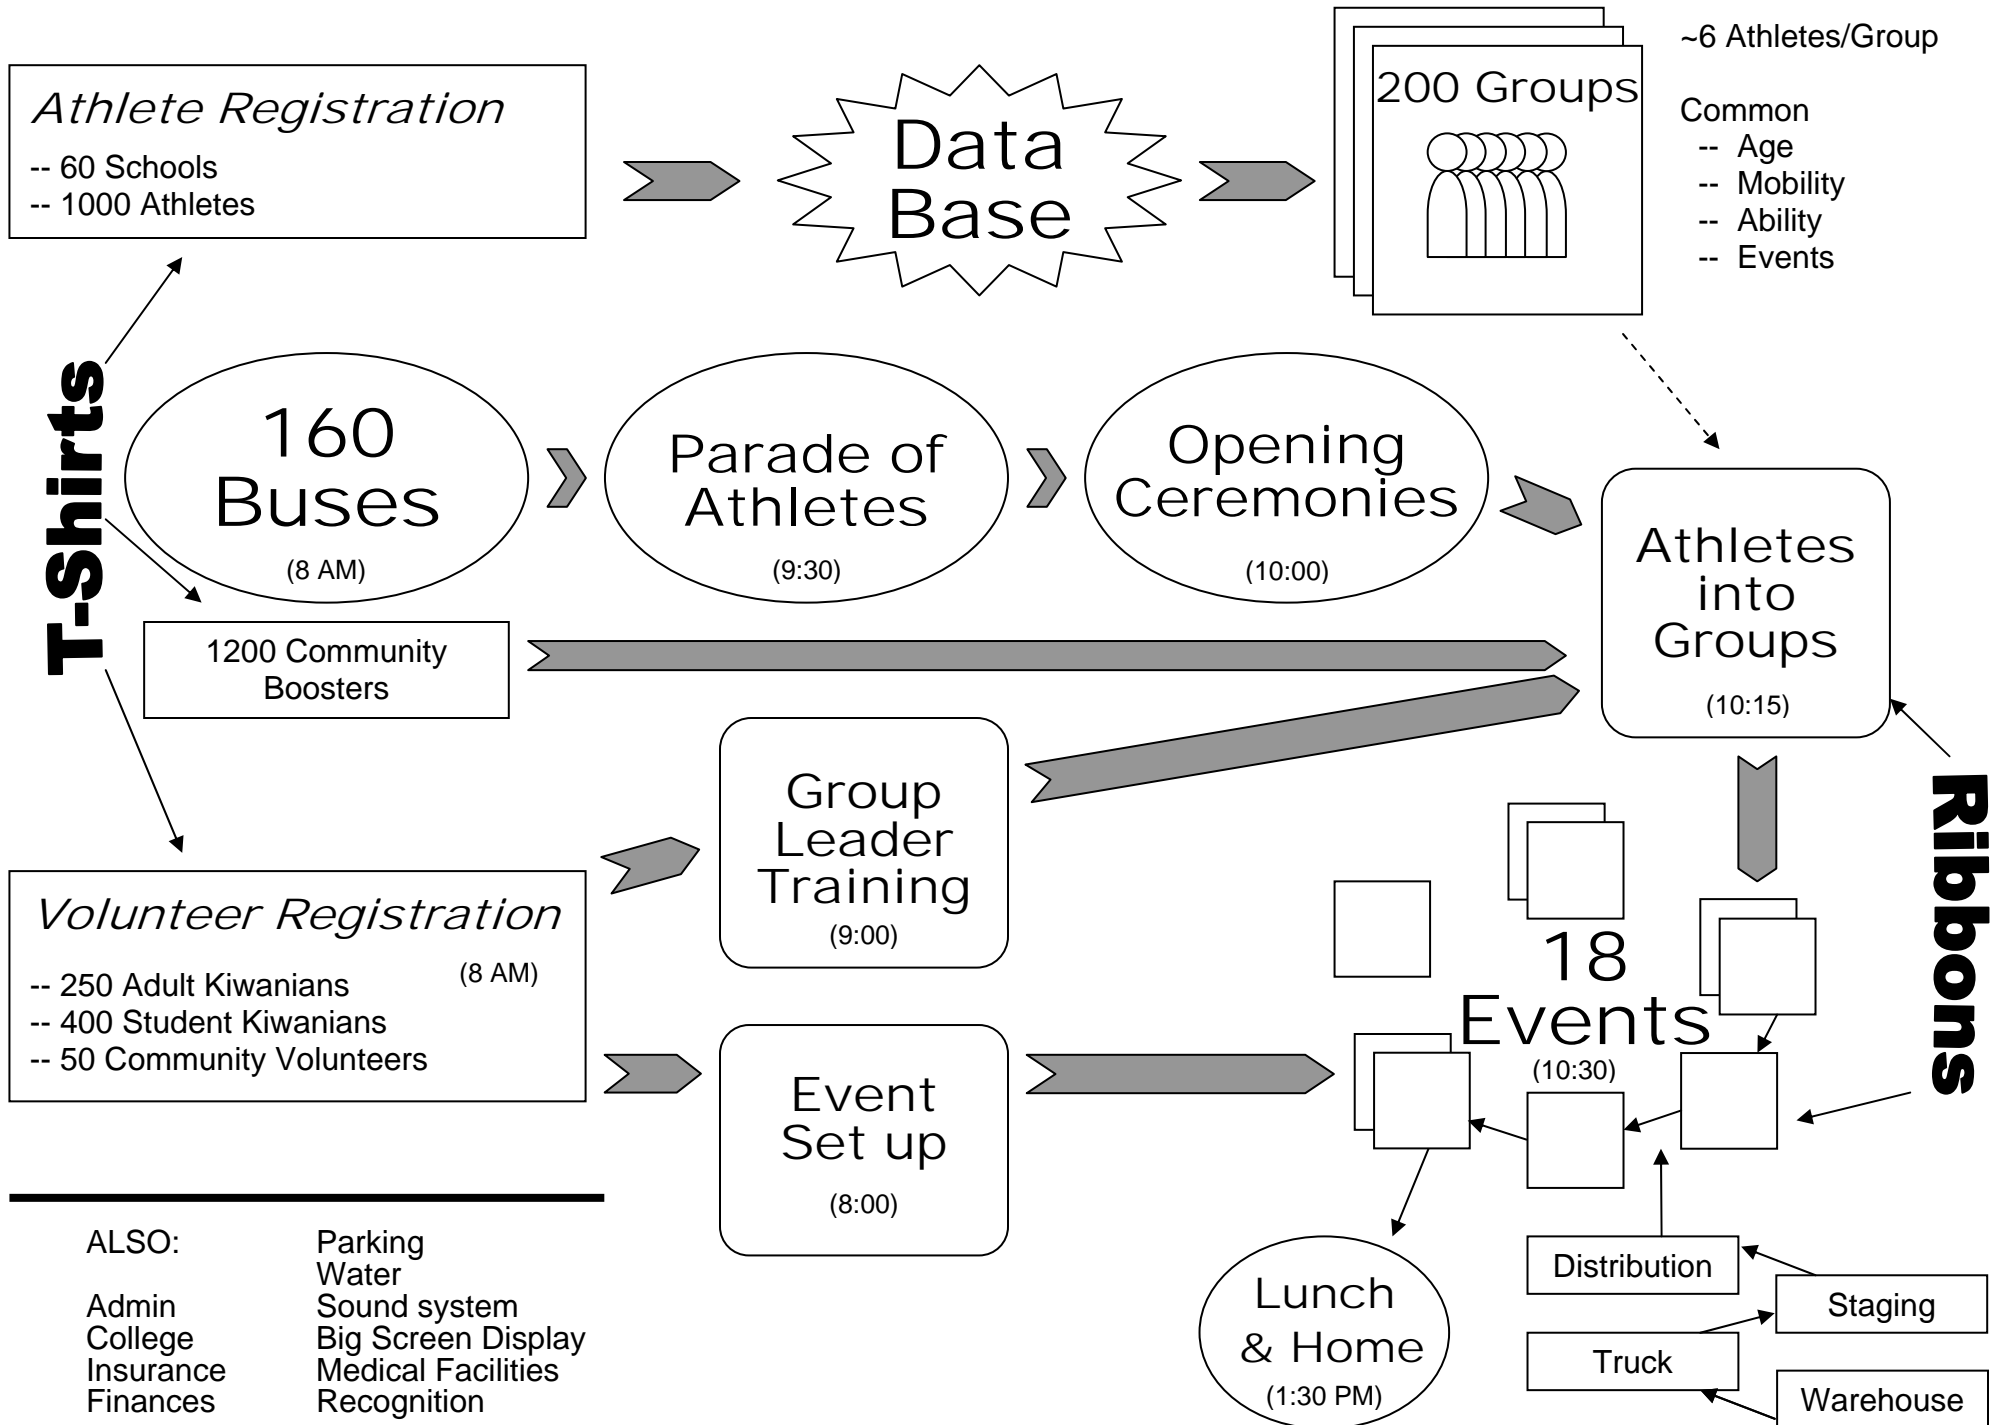 Athlete Registration
-- 60 Schools
-- 1000 Athletes
Data
Base
200 Groups
~6 Athletes/Group
Common
-- Age
-- Mobility
-- Ability
-- Events
T-Shirts
160
Buses
(8 AM)
Parade of
Athletes
(9:30)
Opening
Ceremonies
(10:00)
Athletes
into
Groups
(10:15)
1200 Community
Boosters
Group
Leader
Training
(9:00)
Ribbons
Volunteer Registration
(8 AM)
-- 250 Adult Kiwanians
-- 400 Student Kiwanians
-- 50 Community Volunteers
18
Events
(10:30)
Event
Set up
(8:00)
Lunch
& Home
(1:30 PM)
Distribution
Staging
Truck
Warehouse
ALSO:
Admin
College
Insurance
Finances
Parking
Water
Sound system
Big Screen Display
Medical Facilities
Recognition